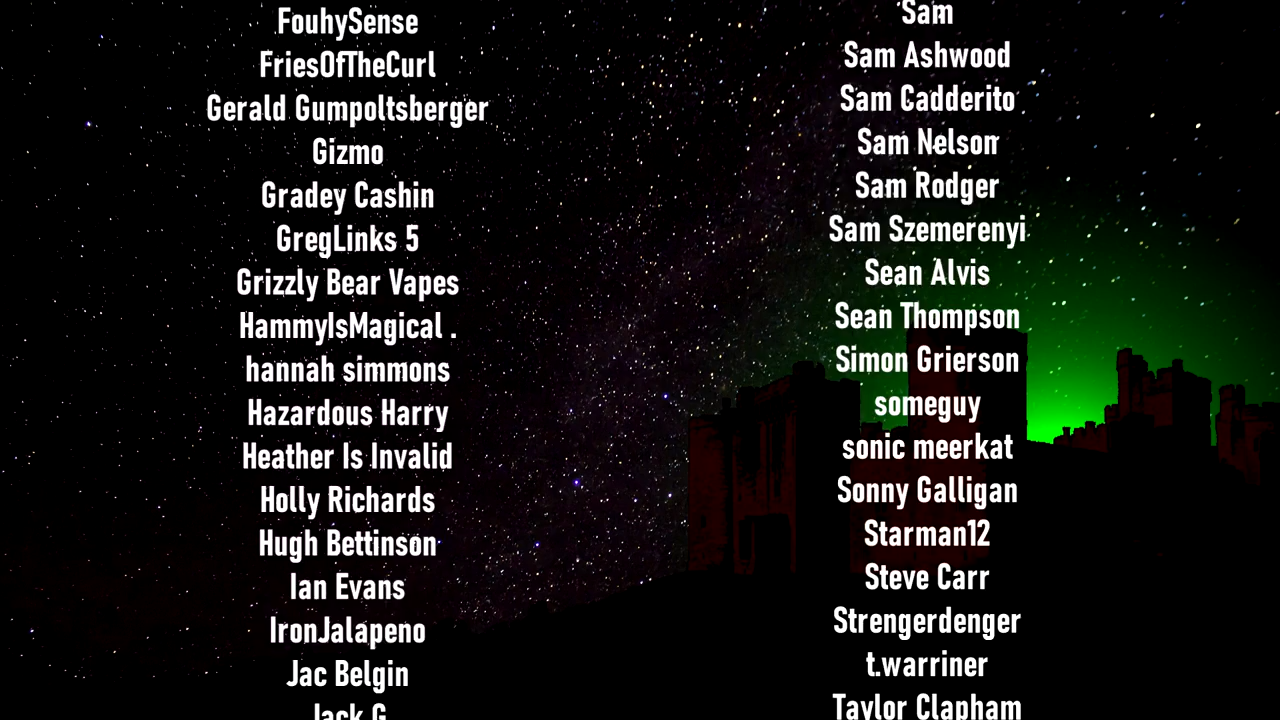 FouhySense
FriesOfTheCurl
Gerald Gumpoltsberger
Gizmo
Gradey Cashin
GregLinks 5
Grizzly Bear Vapes
HammyIsMagical .
hannah simmons
Hazardous Harry
Heather Is Invalid
Holly Richards
Hugh Bettinson
Ian Evans
IronJalapeno
Jac Belgin
Jack G
Sam
Sam Ashwood
Sam Cadderito
Sam Nelson
Sam Rodger
Sam Szemerenyi
Sean Alvis
Sean Thompson
Simon Grierson
someguy
sonic meerkat
Sonny Galligan
Starman12
Steve Carr
Strengerdenger
t.warriner
Taylor Clapham